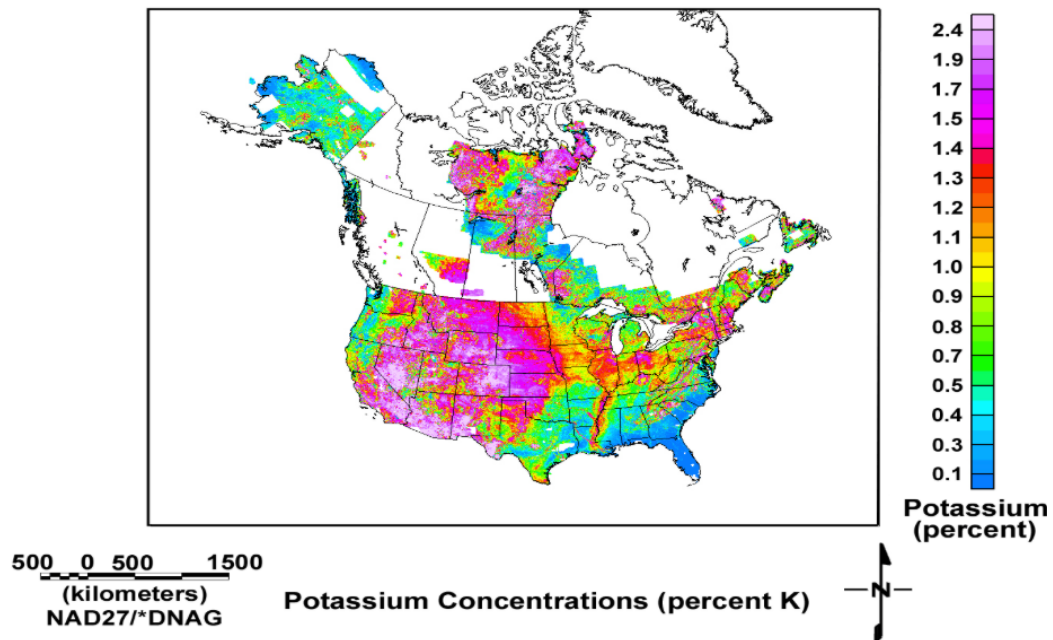 2.4
1.9
1.7
1.5
1.4
1.3
1.2
1.0
1.0
0.9
0.8
0.7
0.5
0.4
0.3
0.1
Potassium
(percent)
500 0 500 1500
(kilometers)
NAD27/*DNAG
Potassium Concentrations (percent K)
N